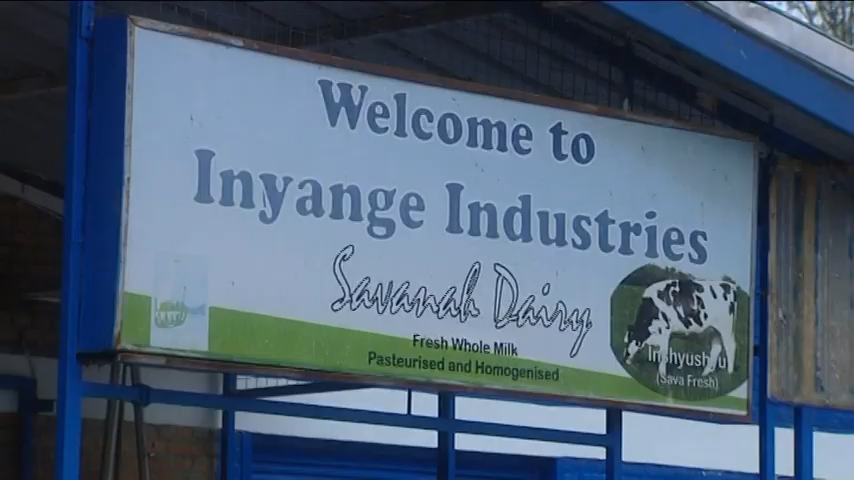 Welcome to
Inyange Industries
Savanah Dairy
Fresh Whole Milk
Pasteurised and Homogenised
Inshyushyu
(Sava Fresh)